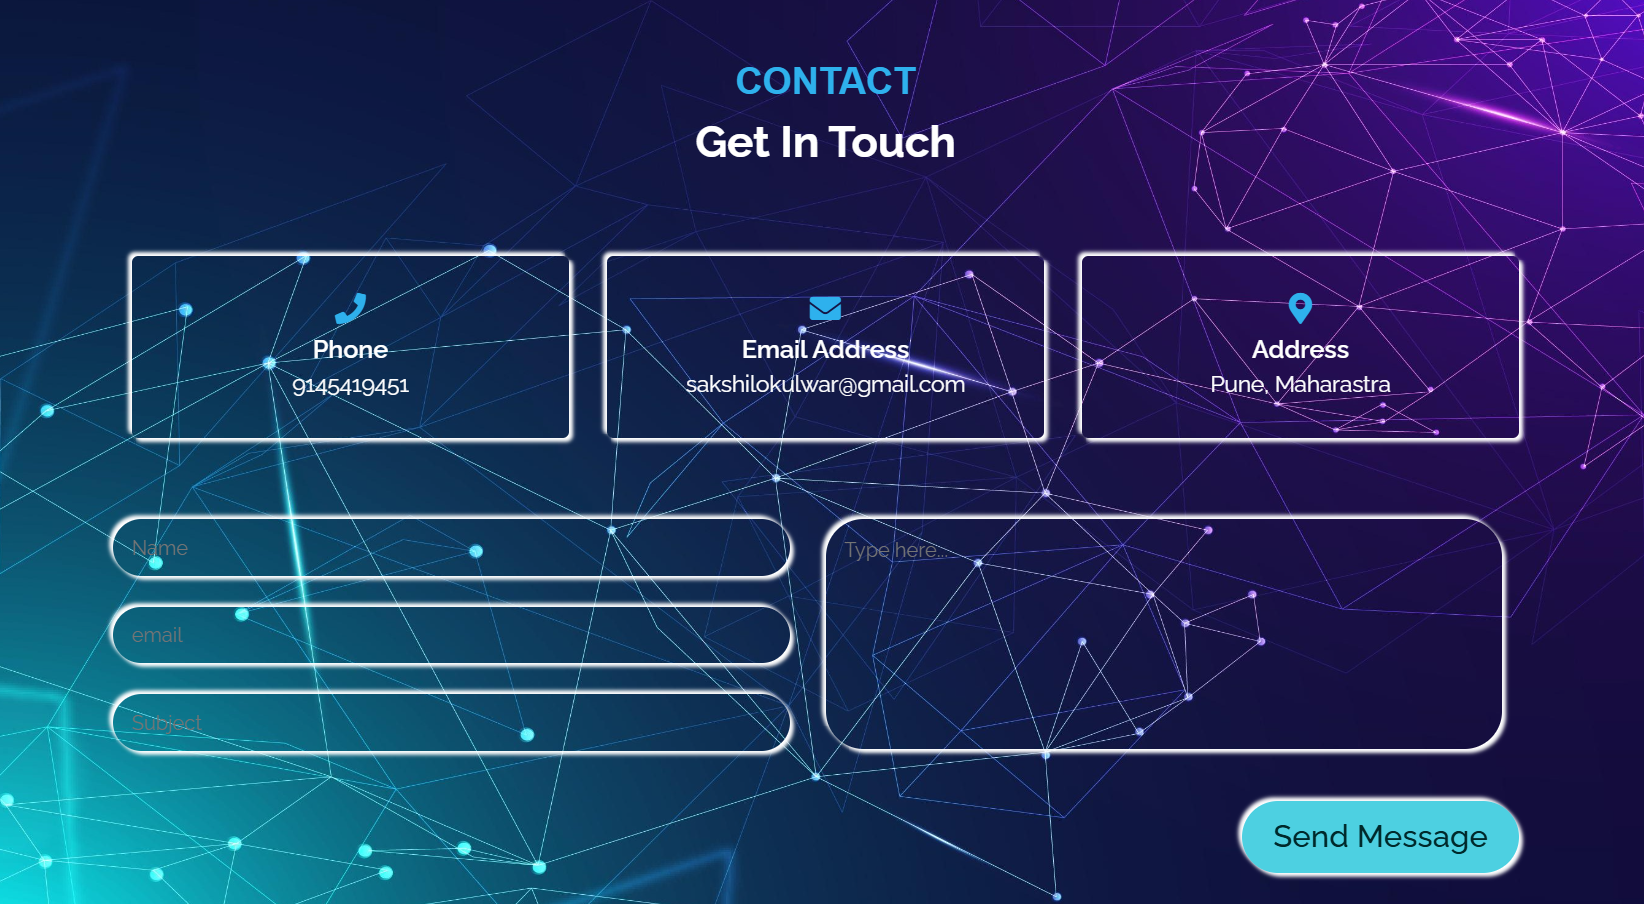 CONTACT
Get In Touch
Phone
9145419451
Email Address
sakshilokulwar@gmail.com
Address
Pune, Maharastra
Name
email
Subject
Type here...
Send Message